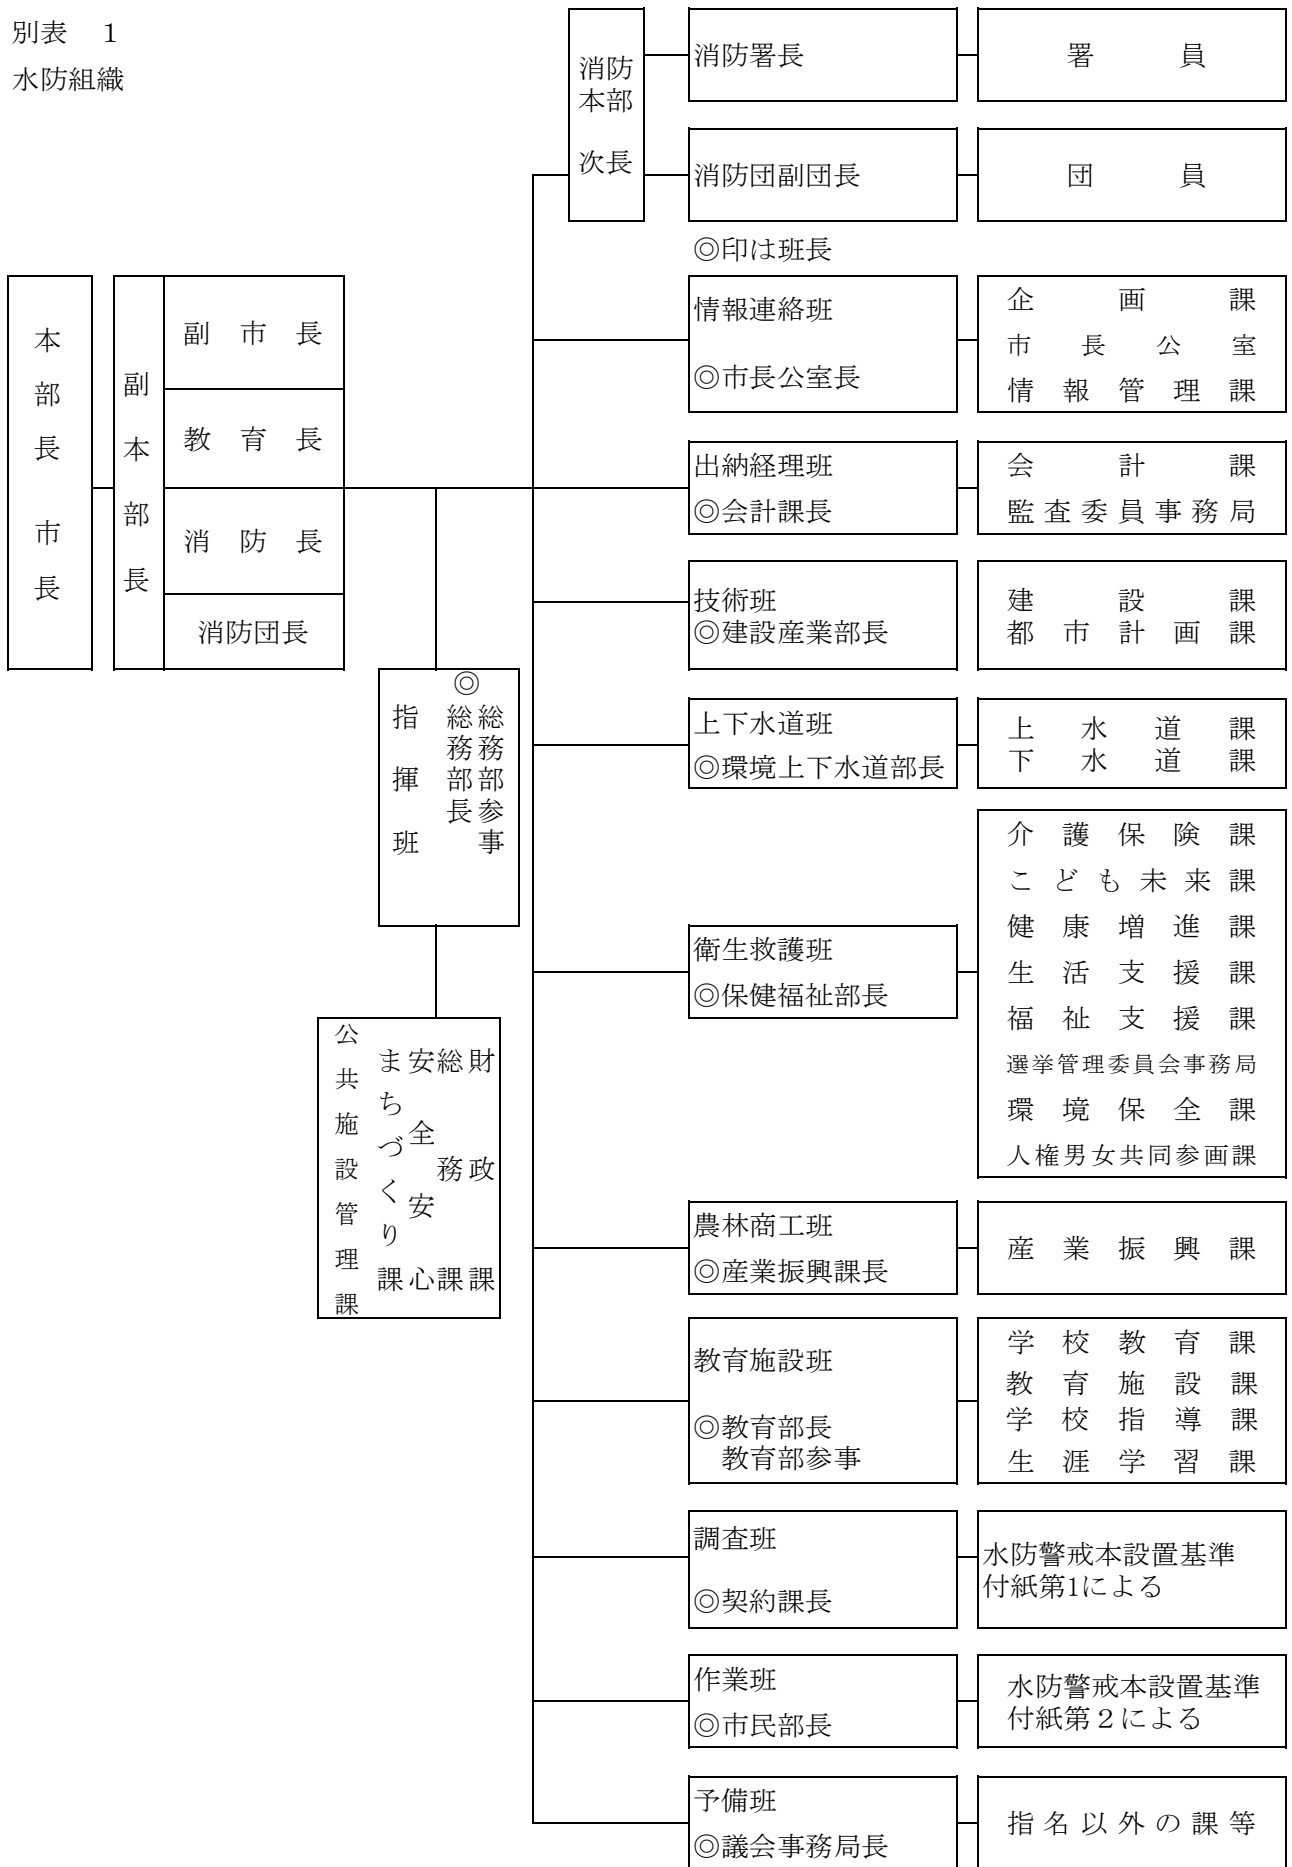 別表 1
水防組織
消防
本部
次長
消防署長
署員
消防団副団長
団員
◎印は班長
本部長 市長
副本部長
副市長
教育長
消防長
消防団長
情報連絡班
◎市長公室長
企画課
市長公室
情報管理課
出納経理班
◎会計課長
会計課
監査委員事務局
技術班
◎建設産業部長
建設課
都市計画課
指揮班
◎総務部長
総務部参事
上下水道班
◎環境上下水道部長
上水道課
下水道課
衛生救護班
◎保健福祉部長
介護保険課
こども未来課
健康増進課
生活支援課
福祉支援課
選挙管理委員会事務局
環境保全課
人権男女共同参画課
財政課
総務課
安全安心
まちづくり課
公共施設管理課
農林商工班
◎産業振興課長
産業振興課
教育施設班
◎教育部長
教育部参事
学校教育課
教育施設課
学校指導課
生涯学習課
調査班
◎契約課長
水防警戒本設置基準
付紙第1による
作業班
◎市民部長
水防警戒本設置基準
付紙第２による
予備班
◎議会事務局長
指名以外の課等